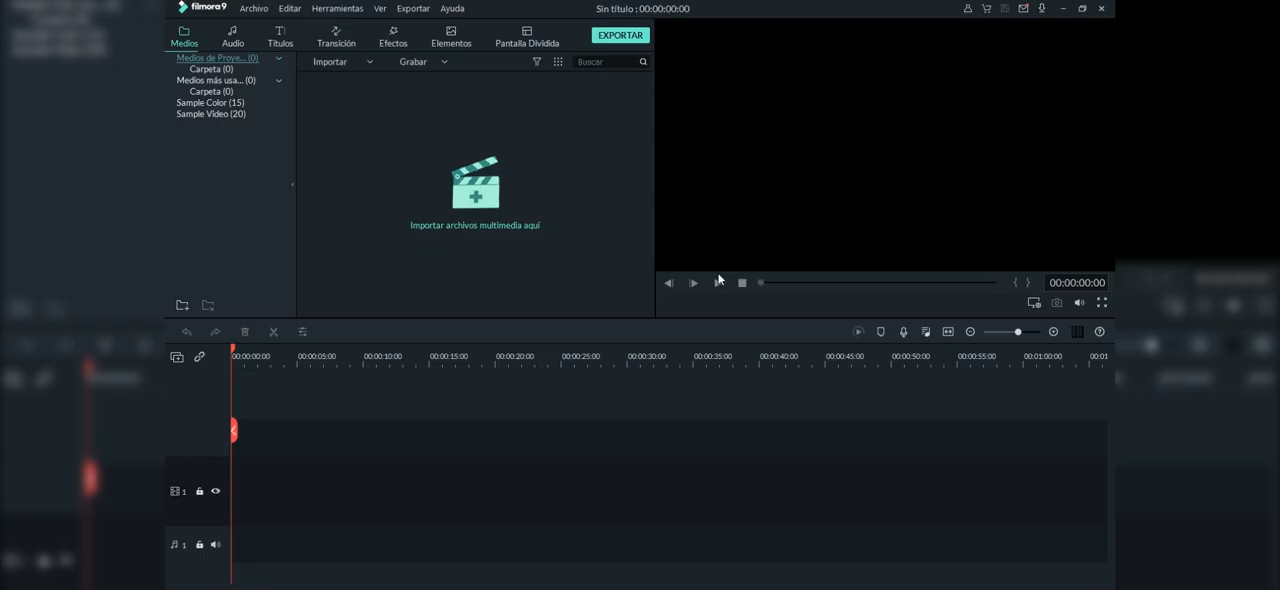 filmora9 Archivo Editar Herramientas Ver Exportar Ayuda Sin título : 00:00:00:00
Medios Audio Títulos Transición Efectos Elementos Pantalla Dividida EXPORTAR
Medios de Proye... (0)
Carpeta (0)
Medios más usa... (0)
Carpeta (0)
Sample Color (15)
Sample Video (20)
Importar Grabar Buscar
Importar archivos multimedia aquí
00:00:00:00
00:00:00:00 00:00:05:00 00:00:10:00 00:00:15:00 00:00:20:00 00:00:25:00 00:00:30:00 00:00:35:00 00:00:40:00 00:00:45:00 00:00:50:00 00:00:55:00 00:01:00:00 00:01
1
1